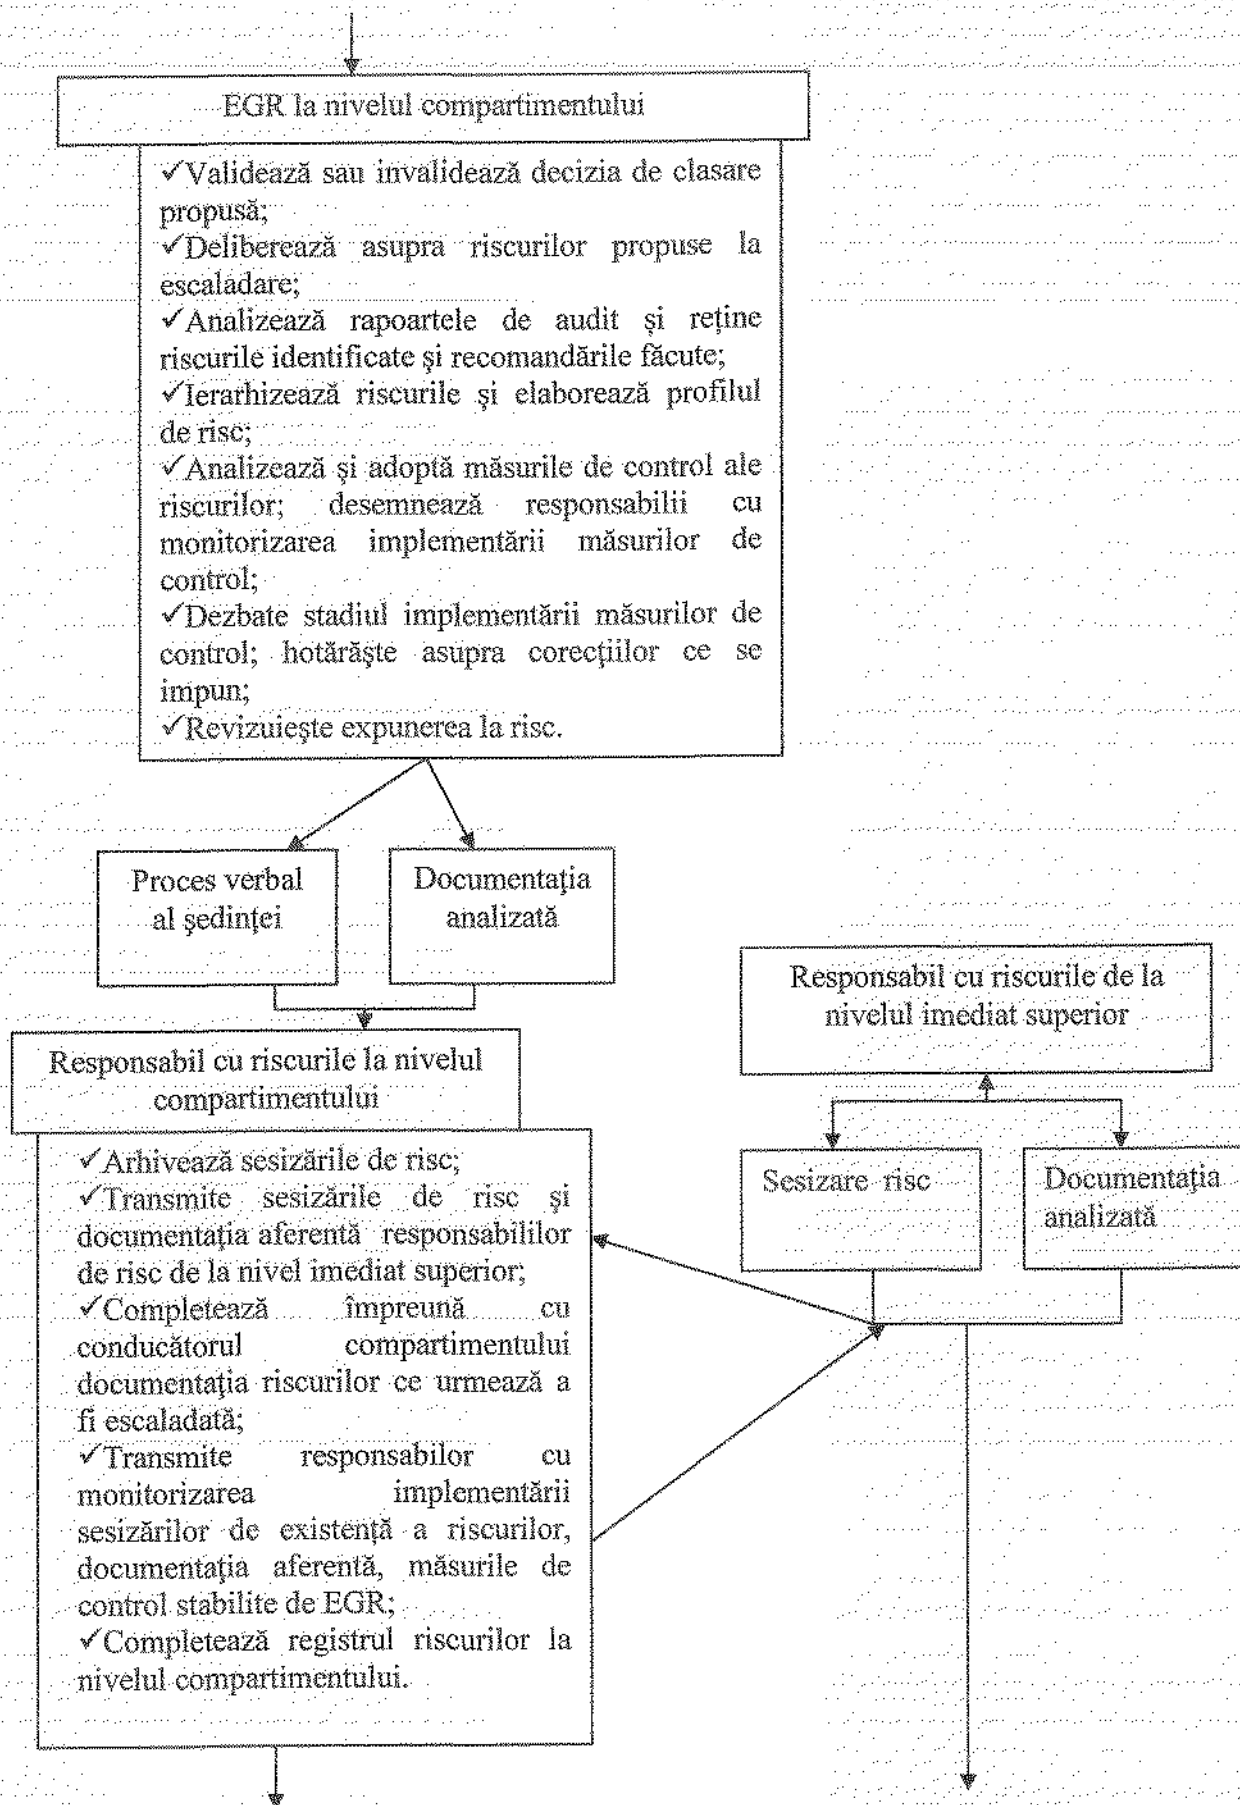 EGR la nivelul compartimentului
✓Validează sau invalidează decizia de clasare
propusă;
✓Deliberează asupra riscurilor propuse la
escaladare;
✓Analizează rapoartele de audit și reține
riscurile identificate şi recomandările făcute;
✓Ierarhizează riscurile şi elaborează profilul
de risc;
✓Analizează şi adoptă măsurile de control ale
riscurilor; desemnează responsabilii cu
monitorizarea implementării măsurilor de
control;
✓Dezbate stadiul implementării măsurilor de
control; hotărăşte asupra corecţiilor ce se
impun;
✓Revizuieşte expunerea la risc.
Proces verbal
al şedinţei
Documentaţia
analizată
Responsabil cu riscurile de la
nivelul imediat superior
Responsabil cu riscurile la nivelul
compartimentului
Sesizare risc
Documentaţia
analizată
✓Arhivează sesizările de risc;
✓Transmite sesizările de risc şi
documentaţia aferentă responsabililor
de risc de la nivel imediat superior;
✓Completează împreună cu
conducătorul compartimentului
documentaţia riscurilor ce urmează a
fi escaladată;
✓Transmite responsabilor cu
monitorizarea implementării
sesizărilor de existenţă a riscurilor,
documentaţia aferentă, măsurile de
control stabilite de EGR;
✓Completează registrul riscurilor la
nivelul compartimentului.